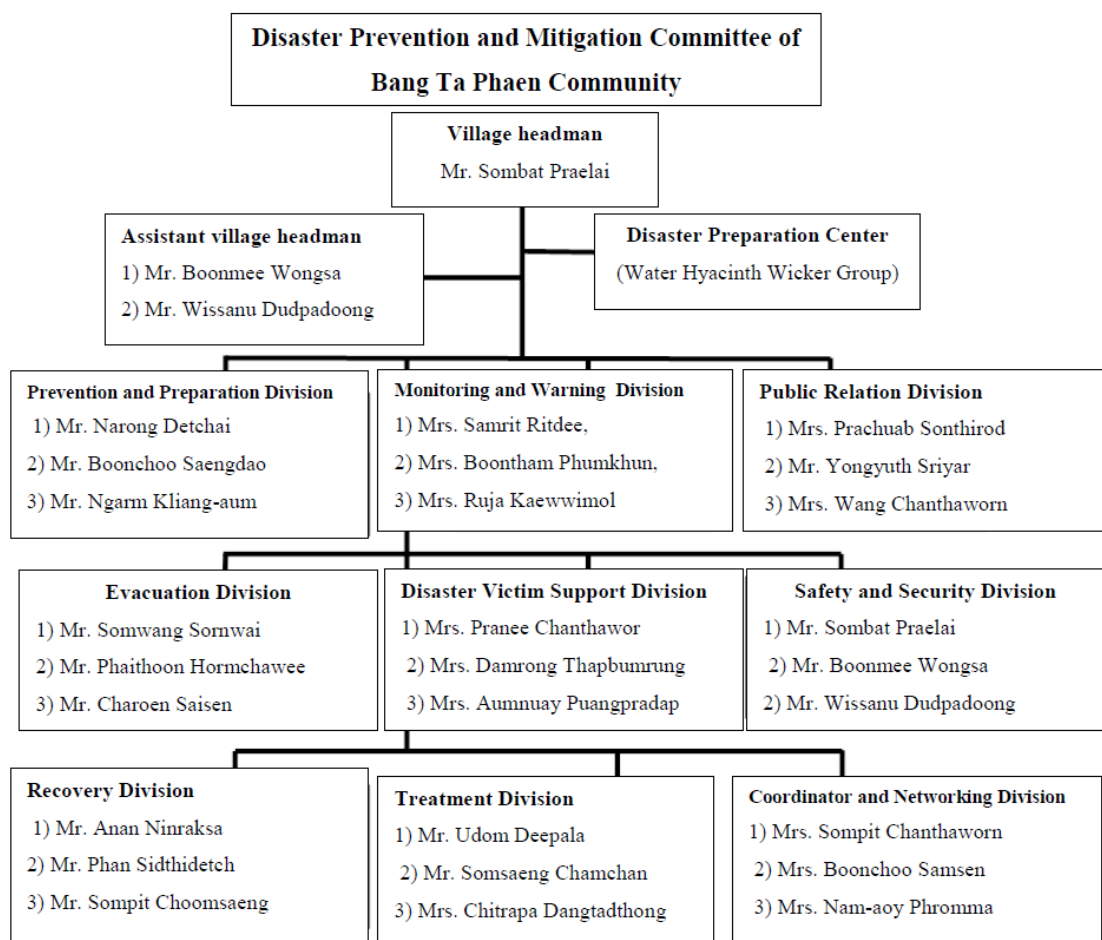 Disaster Prevention and Mitigation Committee of
Bang Ta Phaen Community
Village headman
Mr. Sombat Praelai
Assistant village headman
1) Mr. Boonmee Wongsa
2) Mr. Wissanu Dudpadoong
Disaster Preparation Center
(Water Hyacinth Wicker Group)
Prevention and Preparation Division
1) Mr. Narong Detchai
2) Mr. Boonchoo Saengdao
3) Mr. Ngarm Kliang-aum
Monitoring and Warning Division
1) Mrs. Samrit Ritdee,
2) Mrs. Boontham Phumkhun,
3) Mrs. Ruja Kaewwimol
Public Relation Division
1) Mrs. Prachuab Sonthirod
2) Mr. Yongyuth Sriyar
3) Mrs. Wang Chanthaworn
Evacuation Division
1) Mr. Somwang Sornwai
2) Mr. Phaithoon Hormchawee
3) Mr. Charoen Saisen
Disaster Victim Support Division
1) Mrs. Pranee Chanthawor
2) Mrs. Damrong Thapbumrung
3) Mrs. Aumnuay Puangpradap
Safety and Security Division
1) Mr. Sombat Praelai
2) Mr. Boonmee Wongsa
2) Mr. Wissanu Dudpadoong
Recovery Division
1) Mr. Anan Ninraksa
2) Mr. Phan Sidthidetch
3) Mr. Sompit Choomsaeng
Treatment Division
1) Mr. Udom Deepala
2) Mr. Somsaeng Chamchan
3) Mrs. Chitrapa Dangtadthong
Coordinator and Networking Division
1) Mrs. Sompit Chanthaworn
2) Mrs. Boonchoo Samsen
3) Mrs. Nam-aoy Phromma